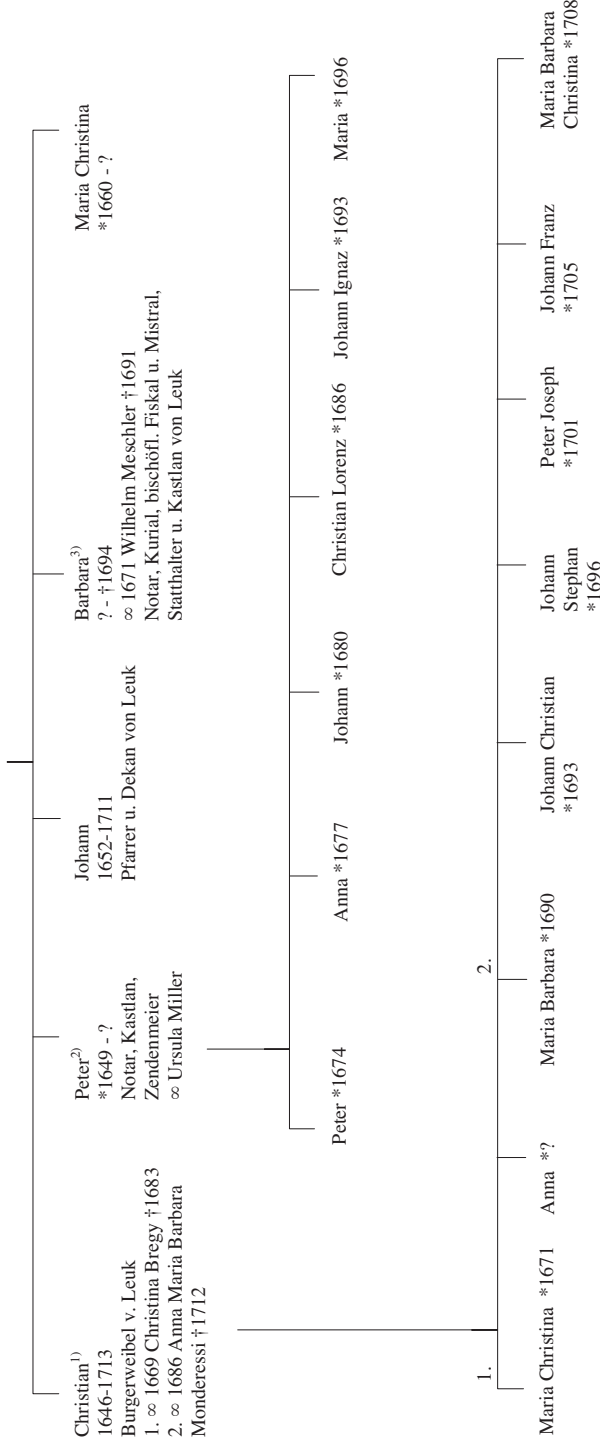 Christian1)
1646-1713
Burgerweibel v. Leuk
1. ∞ 1669 Christina Bregy †1683
2. ∞ 1686 Anna Maria Barbara
Monderessi †1712
Peter2)
*1649 - ?
Notar, Kastlan,
Zendenmeier
∞ Ursula Miller
Johann
1652-1711
Pfarrer u. Dekan von Leuk
Barbara3)
? - †1694
∞ 1671 Wilhelm Meschler †1691
Notar, Kurial, bischöfl. Fiskal u. Mistral,
Statthalter u. Kastlan von Leuk
Maria Christina
*1660 - ?
Peter *1674
Anna *1677
Johann *1680
Christian Lorenz *1686
Johann Ignaz *1693
Maria *1696
1.
2.
Maria Christina *1671
Anna *?
Maria Barbara *1690
Johann Christian
*1693
Johann
Stephan
*1696
Peter Joseph
*1701
Johann Franz
*1705
Maria Barbara
Christina *1708